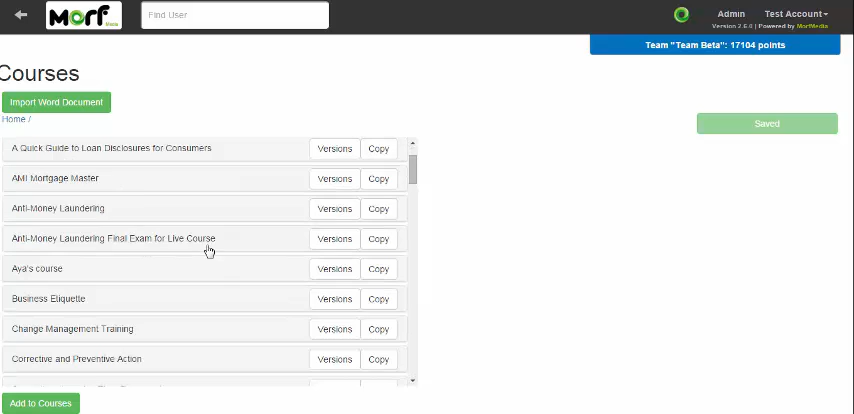 Morf
Media
Find User
Admin
Test Account
Version 2.6.0 | Powered by MorfMedia
Team "Team Beta": 17104 points
Courses
Import Word Document
Home /
Saved
A Quick Guide to Loan Disclosures for Consumers Versions Copy
AMI Mortgage Master Versions Copy
Anti-Money Laundering Versions Copy
Anti-Money Laundering Final Exam for Live Course Versions Copy
Aya's course Versions Copy
Business Etiquette Versions Copy
Change Management Training Versions Copy
Corrective and Preventive Action Versions Copy
Add to Courses